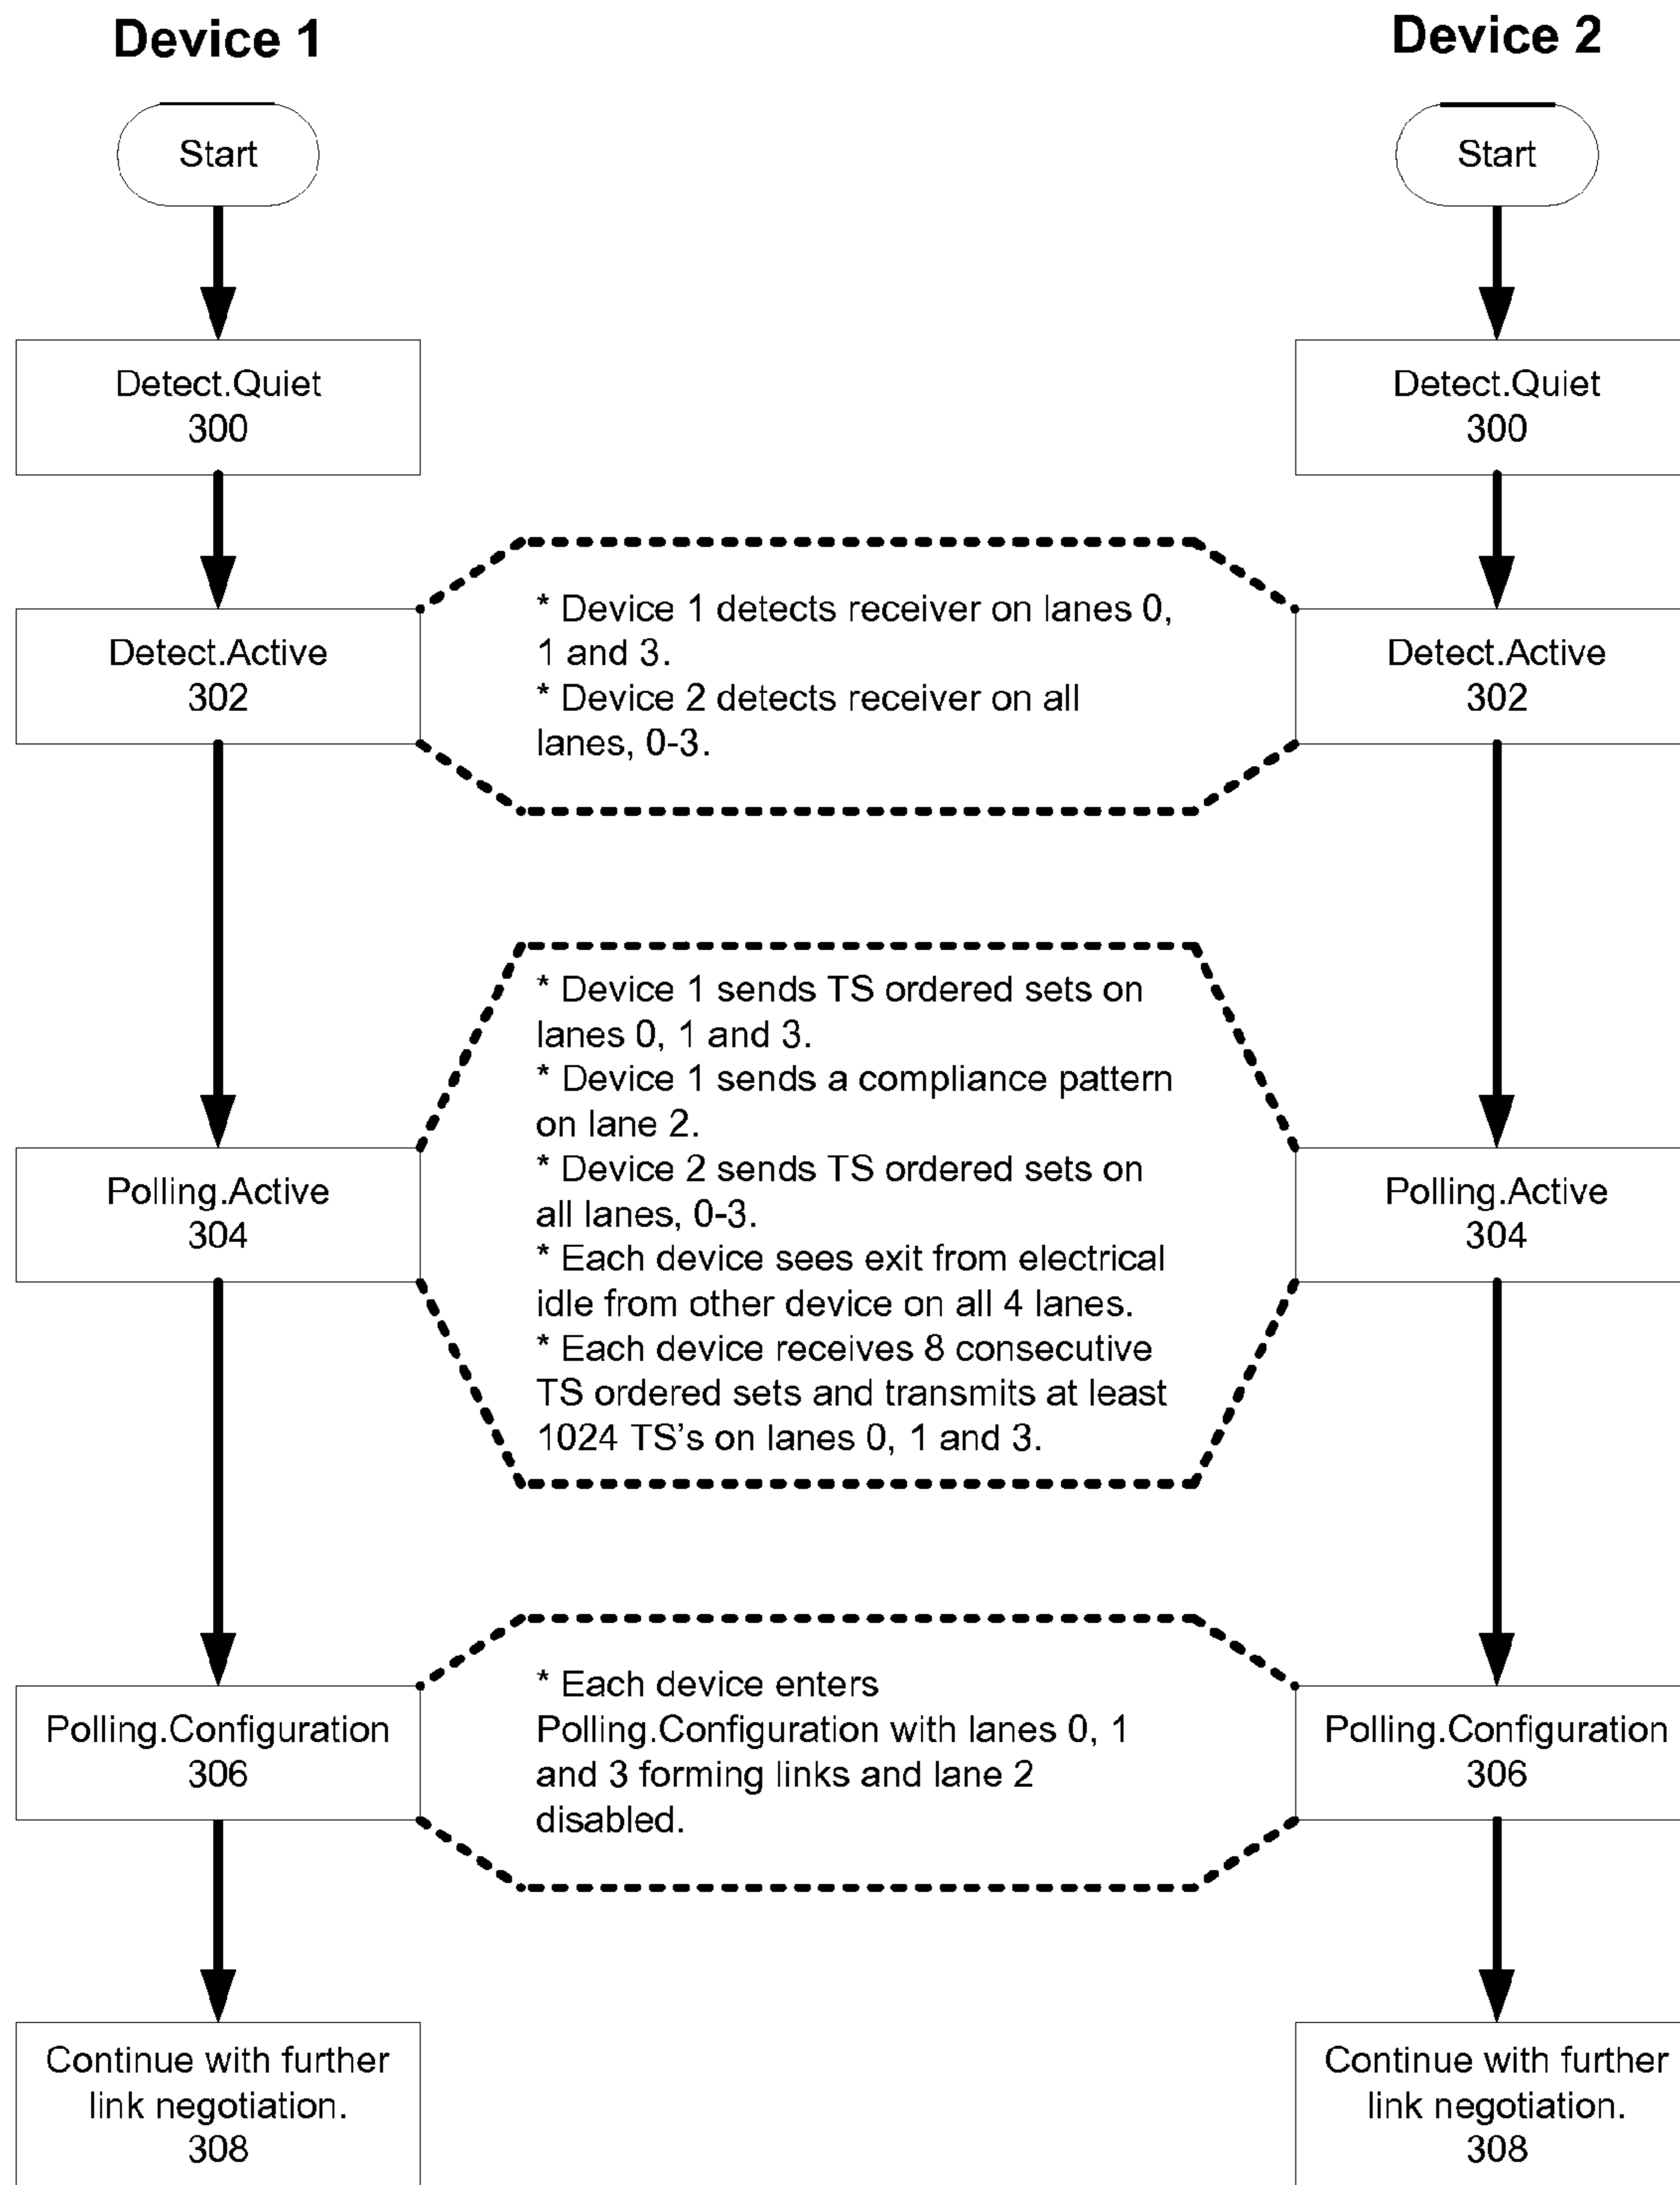 Device 1
Device 2
Start
Start
Detect.Quiet
300
Detect.Quiet
300
Detect.Active
302
* Device 1 detects receiver on lanes 0,
1 and 3.
* Device 2 detects receiver on all
lanes, 0-3.
Detect.Active
302
Polling.Active
304
* Device 1 sends TS ordered sets on
lanes 0, 1 and 3.
* Device 1 sends a compliance pattern
on lane 2.
* Device 2 sends TS ordered sets on
all lanes, 0-3.
* Each device sees exit from electrical
idle from other device on all 4 lanes.
* Each device receives 8 consecutive
TS ordered sets and transmits at least
1024 TS's on lanes 0, 1 and 3.
Polling.Active
304
Polling.Configuration
306
* Each device enters
Polling.Configuration with lanes 0, 1
and 3 forming links and lane 2
disabled.
Polling.Configuration
306
Continue with further
link negotiation.
308
Continue with further
link negotiation.
308